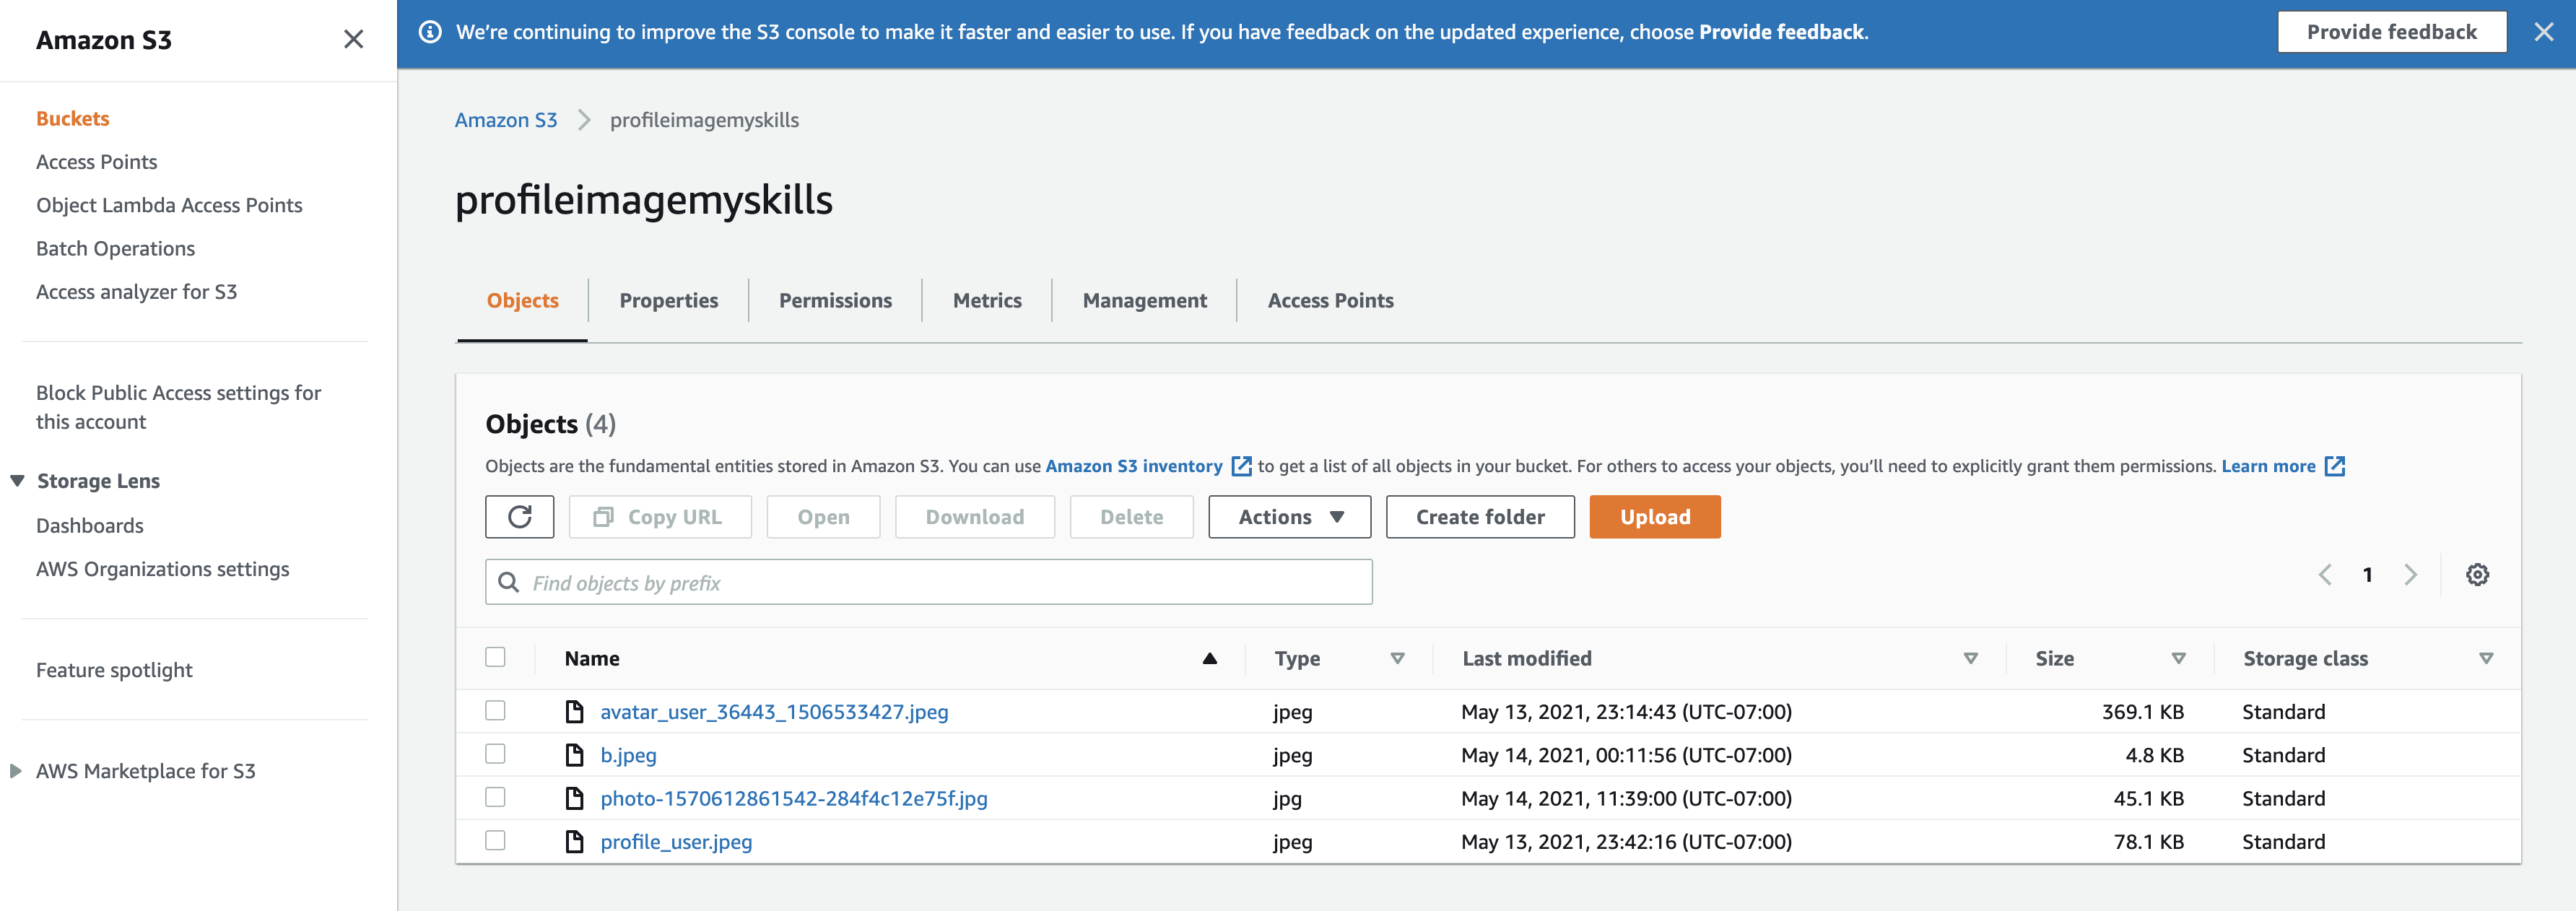 Amazon S3
We're continuing to improve the S3 console to make it faster and easier to use. If you have feedback on the updated experience, choose Provide feedback.
Provide feedback
Buckets
Access Points
Object Lambda Access Points
Batch Operations
Access analyzer for S3
Block Public Access settings for
this account
Storage Lens
Dashboards
AWS Organizations settings
Feature spotlight
AWS Marketplace for S3
Amazon S3 profileimagemyskills
profileimagemyskills
Objects Properties Permissions Metrics Management Access Points
Objects (4)
Objects are the fundamental entities stored in Amazon S3. You can use Amazon S3 inventory to get a list of all objects in your bucket. For others to access your objects, you'll need to explicitly grant them permissions. Learn more
Copy URL Open Download Delete Actions Create folder Upload
Find objects by prefix
1
Name Type Last modified Size Storage class
avatar_user_36443_1506533427.jpeg jpeg May 13, 2021, 23:14:43 (UTC-07:00) 369.1 KB Standard
b.jpeg jpeg May 14, 2021, 00:11:56 (UTC-07:00) 4.8 KB Standard
photo-1570612861542-284f4c12e75f.jpg jpg May 14, 2021, 11:39:00 (UTC-07:00) 45.1 KB Standard
profile_user.jpeg jpeg May 13, 2021, 23:42:16 (UTC-07:00) 78.1 KB Standard